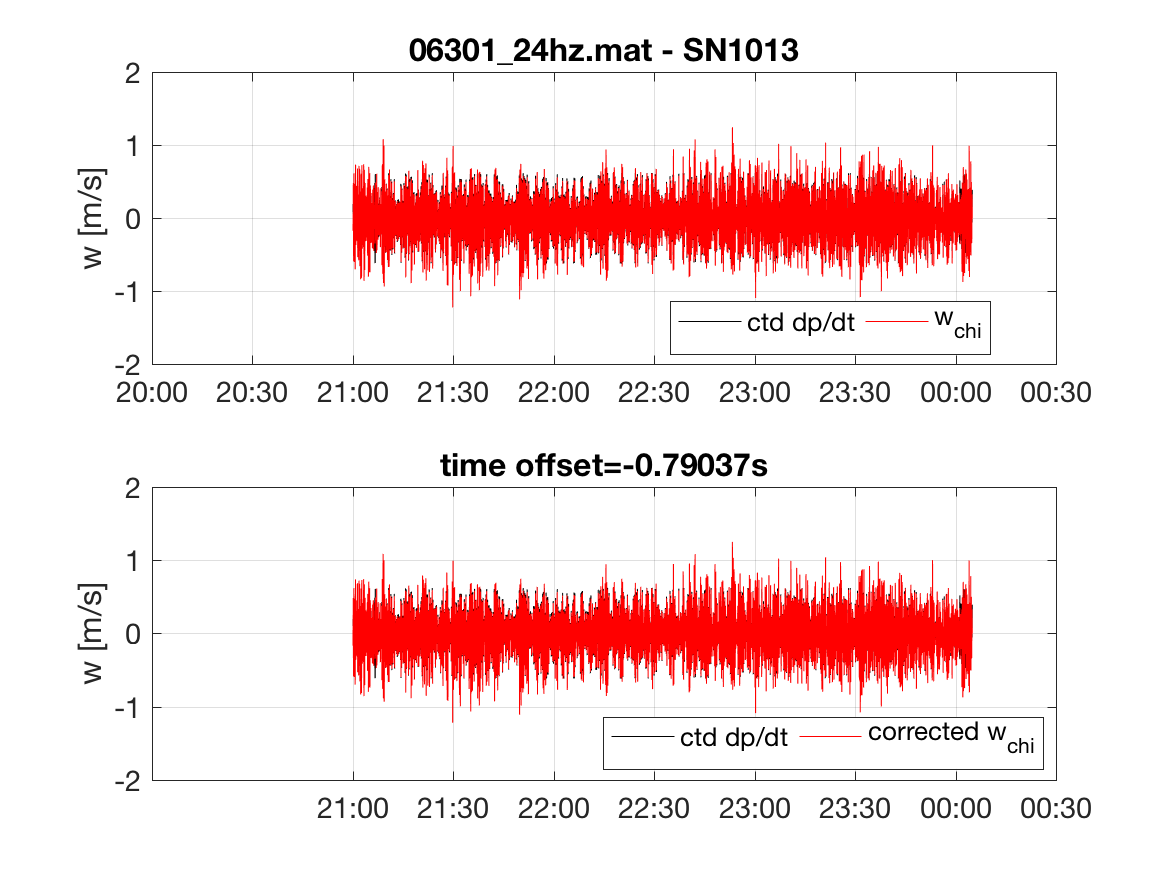 06301_24hz.mat - SN1013
2
1
0
-1
-2
w [m/s]
ctd dp/dt w_chi
20:00 20:30 21:00 21:30 22:00 22:30 23:00 23:30 00:00 00:30
time offset=-0.79037s
2
1
0
-1
-2
w [m/s]
ctd dp/dt corrected w_chi
21:00 21:30 22:00 22:30 23:00 23:30 00:00 00:30